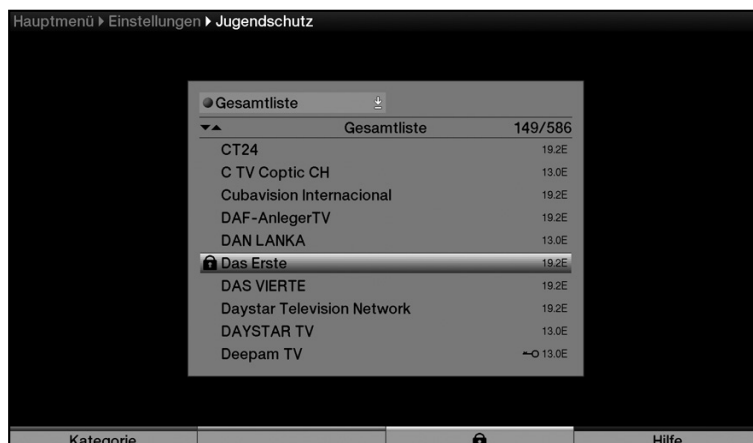 Hauptmenü Einstellungen Jugendschutz
Gesamtliste
Gesamtliste 149/586
CT24 19.2E
C TV Coptic CH 13.0E
Cubavision Internacional 19.2E
DAF-AnlegerTV 19.2E
DAN LANKA 13.0E
Das Erste 19.2E
DAS VIERTE 19.2E
Daystar Television Network 19.2E
DAYSTAR TV 13.0E
Deepam TV 13.0E
Kategorie Hilfe